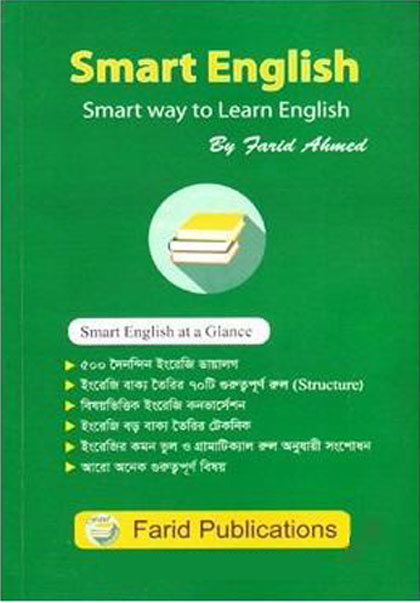 Smart English
Smart way to Learn English
By Farid Ahmed
Smart English at a Glance
৫০০ দৈনন্দিন ইংরেজি ডায়ালগ
ইংরেজি বাক্য তৈরির ৭০টি গুরুত্বপূর্ণ রুল (Structure)
বিষয়ভিত্তিক ইংরেজি কনভার্সেশন
ইংরেজি বড় বাক্য তৈরির টেকনিক
ইংরেজির কমন ভুল ও গ্রামাটিক্যাল রুল অনুযায়ী সংশোধন
আরো অনেক গুরুত্বপূর্ণ বিষয়
Farid Publications